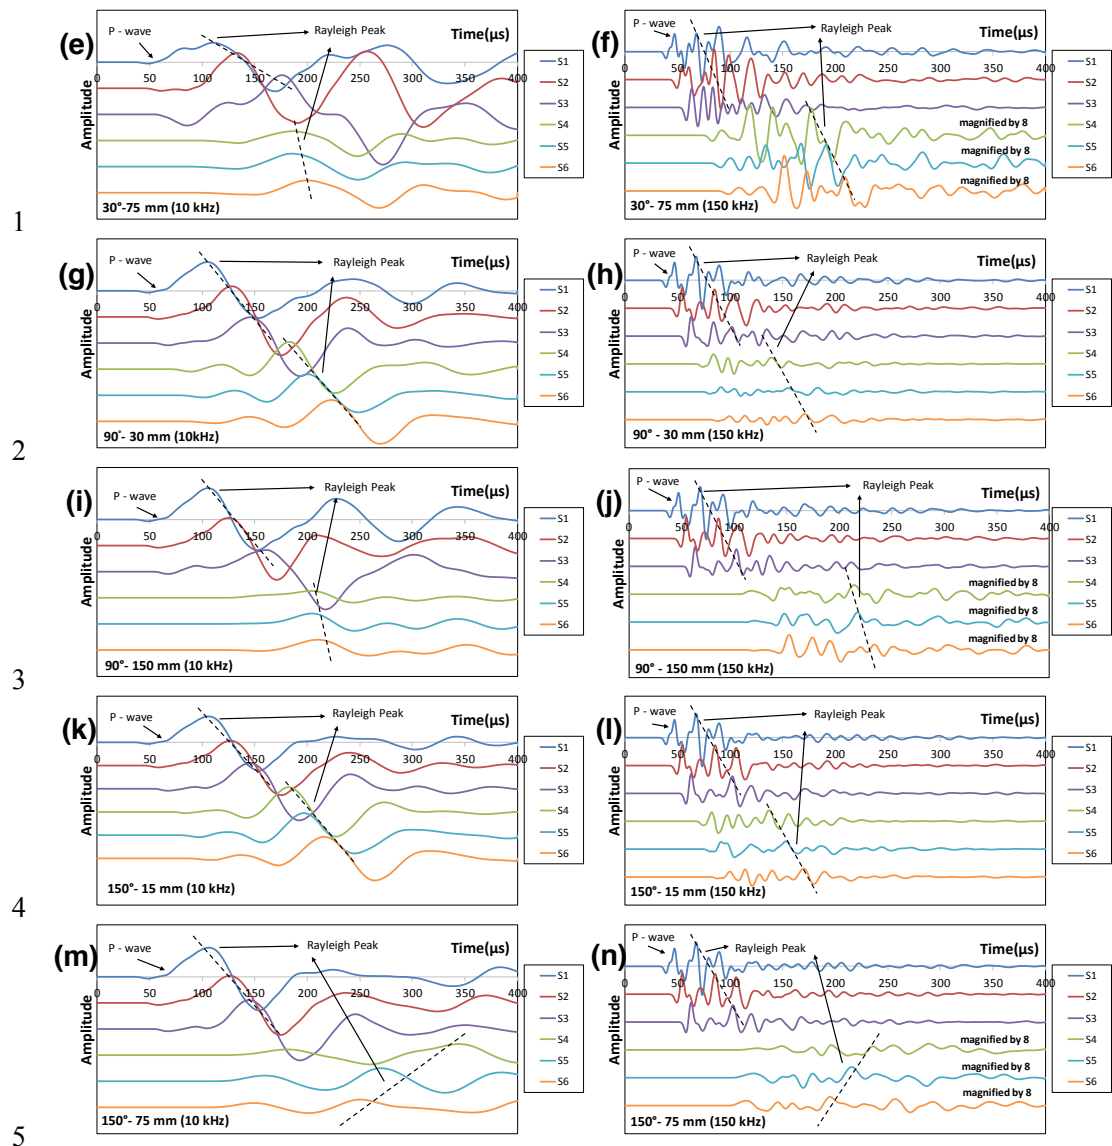 (e)
P - wave
Rayleigh Peak
Time(μs)
0 50 100 150 200 250 300 350 400
Amplitude
30°-75 mm (10 kHz)
S1
S2
S3
S4
S5
S6
1
(f)
P - wave
Rayleigh Peak
Time(μs)
0 50 100 150 200 250 300 350 400
Amplitude
magnified by 8
magnified by 8
magnified by 8
30°- 75 mm (150 kHz)
S1
S2
S3
S4
S5
S6
(g)
P - wave
Rayleigh Peak
Time(μs)
0 50 100 150 200 250 300 350 400
Amplitude
90°- 30 mm (10kHz)
S1
S2
S3
S4
S5
S6
2
(h)
P - wave
Rayleigh Peak
Time(μs)
0 50 100 150 200 250 300 350 400
Amplitude
90° - 30 mm (150 kHz)
S1
S2
S3
S4
S5
S6
(i)
P - wave
Rayleigh Peak
Time(μs)
0 50 100 150 200 250 300 350 400
Amplitude
90°- 150 mm (10 kHz)
S1
S2
S3
S4
S5
S6
3
(j)
P - wave
Rayleigh Peak
Time(μs)
0 50 100 150 200 250 300 350 400
Amplitude
magnified by 8
magnified by 8
magnified by 8
90° - 150 mm (150 kHz)
S1
S2
S3
S4
S5
S6
(k)
P - wave
Rayleigh Peak
Time(μs)
0 50 100 150 200 250 300 350 400
Amplitude
150°- 15 mm (10 kHz)
S1
S2
S3
S4
S5
S6
4
(l)
P - wave
Rayleigh Peak
Time(μs)
0 50 100 150 200 250 300 350 400
Amplitude
150°- 15 mm (150 kHz)
S1
S2
S3
S4
S5
S6
(m)
P - wave
Rayleigh Peak
Time(μs)
0 50 100 150 200 250 300 350 400
Amplitude
150°- 75 mm (10 kHz)
S1
S2
S3
S4
S5
S6
5
(n)
P - wave
Rayleigh Peak
Time(μs)
0 50 100 150 200 250 300 350 400
Amplitude
magnified by 8
magnified by 8
magnified by 8
150°- 75 mm (150 kHz)
S1
S2
S3
S4
S5
S6